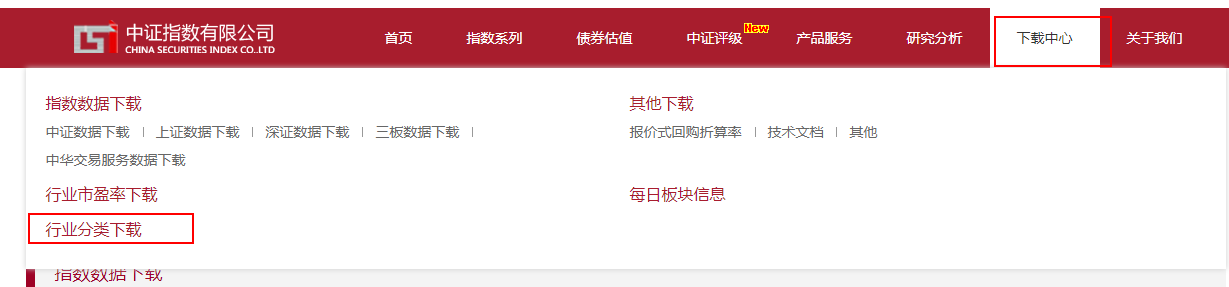 中证指数有限公司
CHINA SECURITIES INDEX CO.LTD
首页 指数系列 债券估值 中证评级 New 产品服务 研究分析 下载中心 关于我们
指数数据下载 其他下载
中证数据下载 | 上证数据下载 | 深证数据下载 | 三板数据下载 | 报价式回购折算率 | 技术文档 | 其他
中华交易服务数据下载
行业市盈率下载 每日板块信息
行业分类下载
指数数据下载